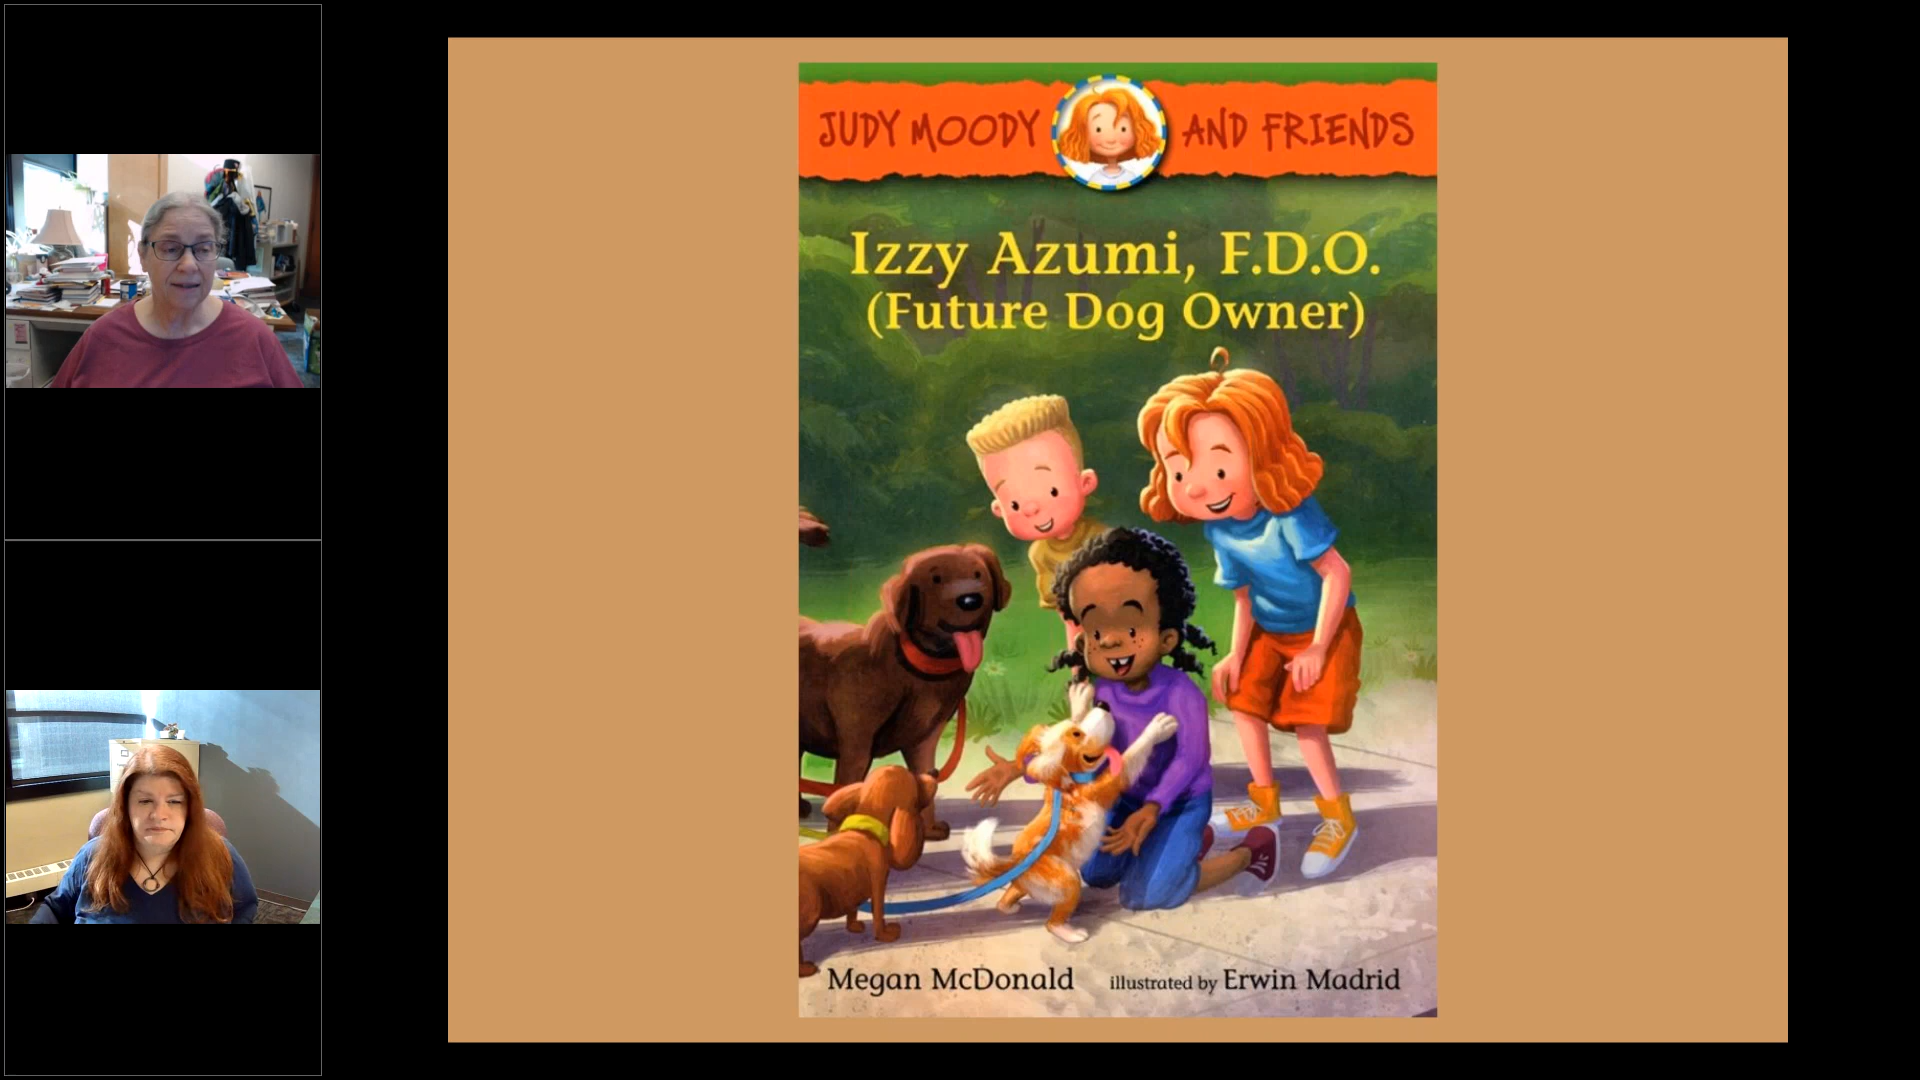 JUDY MOODY AND FRIENDS
Izzy Azumi, F.D.O.
(Future Dog Owner)
Megan McDonald illustrated by Erwin Madrid